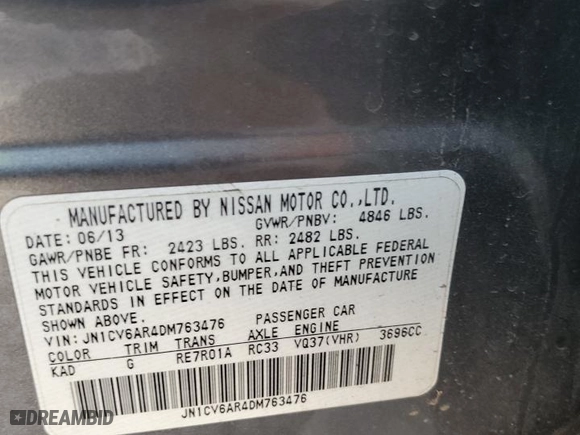 MANUFACTURED BY NISSAN MOTOR CO.,LTD.
DATE: 06/13 GVWR/PNBV: 4846 LBS.
GAWR/PNBE FR: 2423 LBS. RR: 2482 LBS.
THIS VEHICLE CONFORMS TO ALL APPLICABLE FEDERAL
MOTOR VEHICLE SAFETY,BUMPER,AND THEFT PREVENTION
STANDARDS IN EFFECT ON THE DATE OF MANUFACTURE
SHOWN ABOVE.
VIN: JN1CV6AR4DM763476 PASSENGER CAR
COLOR TRIM TRANS AXLE ENGINE
KAD G RE7R01A RC33 VQ37(VHR) 3696CC
JN1CV6AR4DM763476
DREAMBID